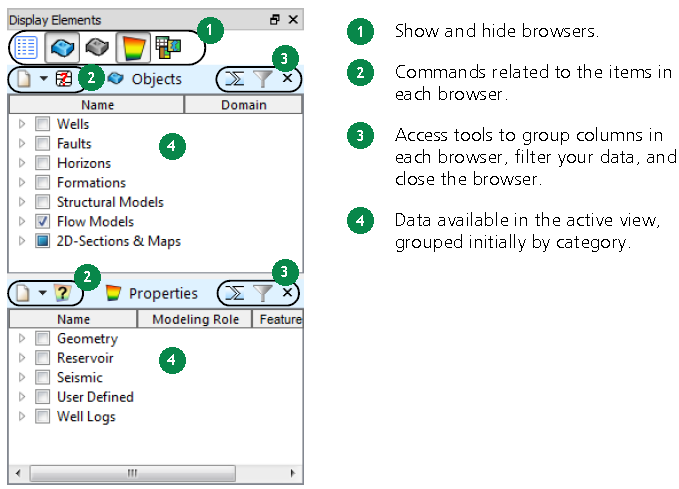 Display Elements
1
3
2
Objects
Name Domain
Wells
4
Faults
Horizons
Formations
Structural Models
Flow Models
2D-Sections & Maps
2
3
Properties
Name Modeling Role Feature
Geometry
Reservoir
4
Seismic
User Defined
Well Logs
1 Show and hide browsers.
2 Commands related to the items in
each browser.
3 Access tools to group columns in
each browser, filter your data, and
close the browser.
4 Data available in the active view,
grouped initially by category.